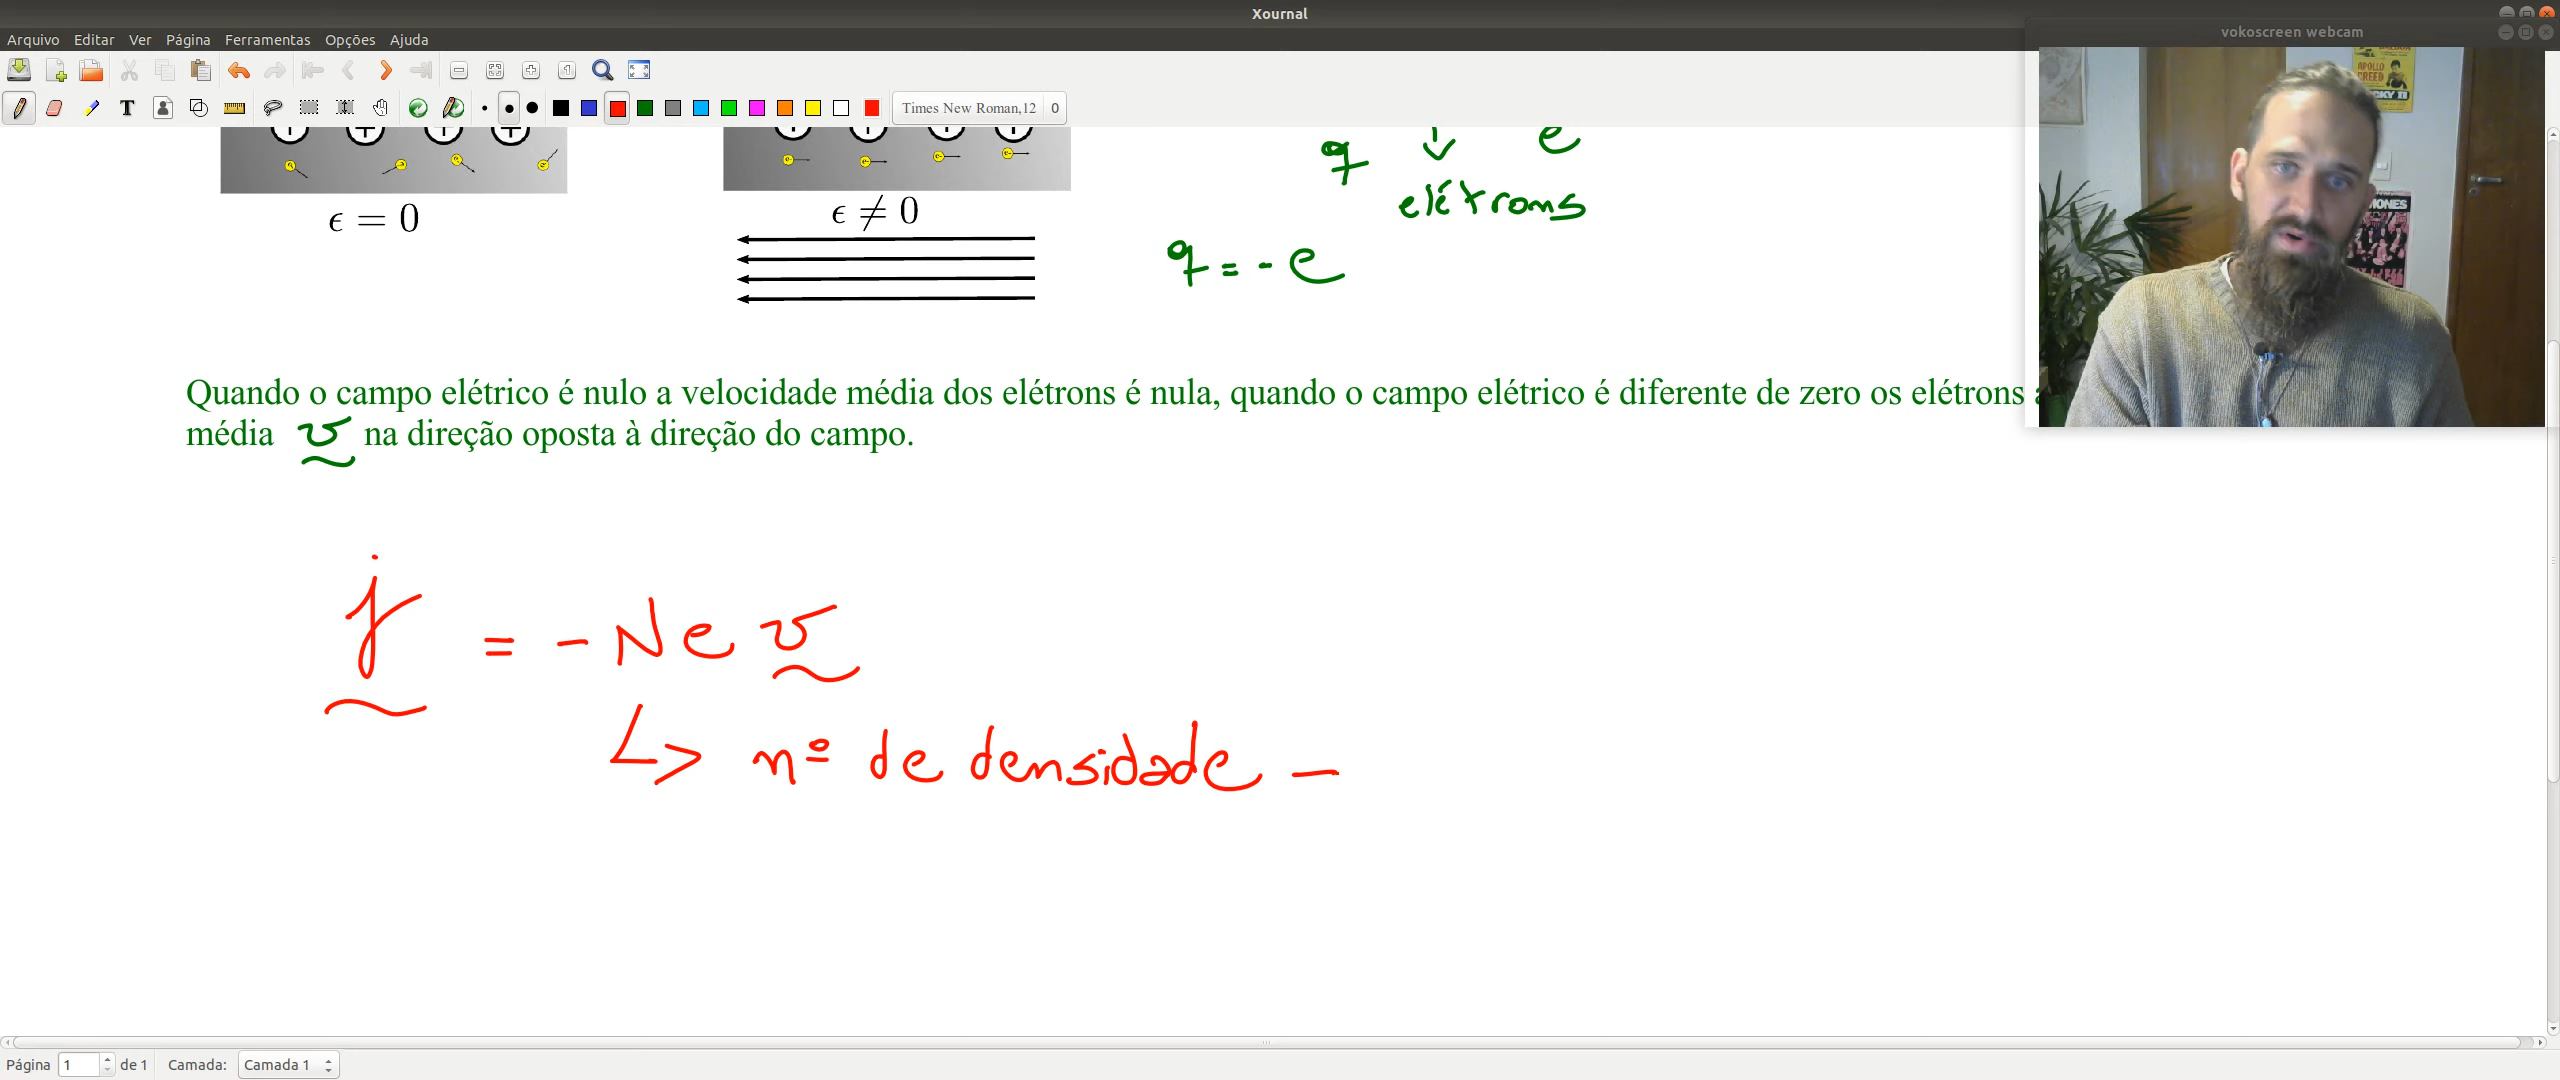 Xournal
vokoscreen webcam
Arquivo Editar Ver Página Ferramentas Opções Ajuda
T Times New Roman,12 0
q e
elétrons
ϵ = 0
ϵ ≠ 0
q = - e
Quando o campo elétrico é nulo a velocidade média dos elétrons é nula, quando o campo elétrico é diferente de zero os elétrons a
média v na direção oposta à direção do campo.
j = - N e v
↳ nº de densidade -
APOLLO
CREED
Página 1 de 1 Camada: Camada 1